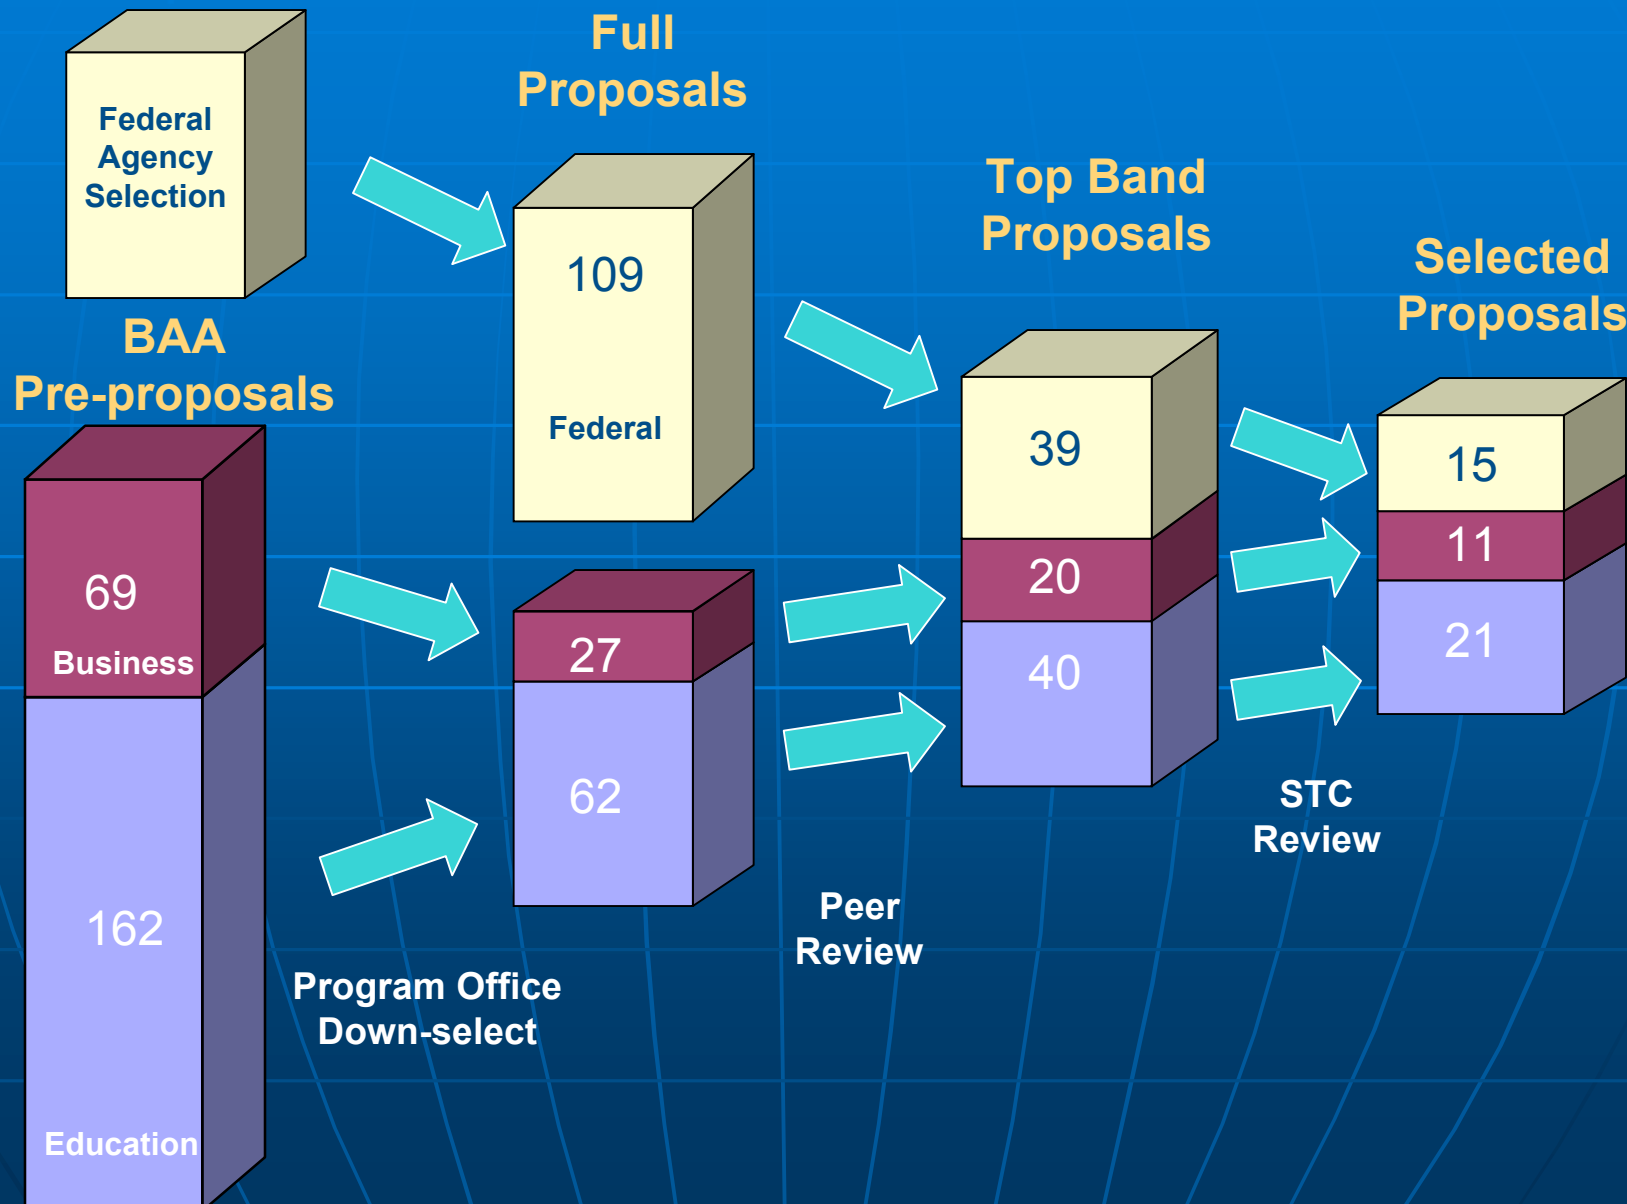 Federal
Agency
Selection
BAA
Pre-proposals
69
Business
162
Education
Program Office
Down-select
Full
Proposals
109
Federal
27
62
Peer
Review
Top Band
Proposals
39
20
40
STC
Review
Selected
Proposals
15
11
21